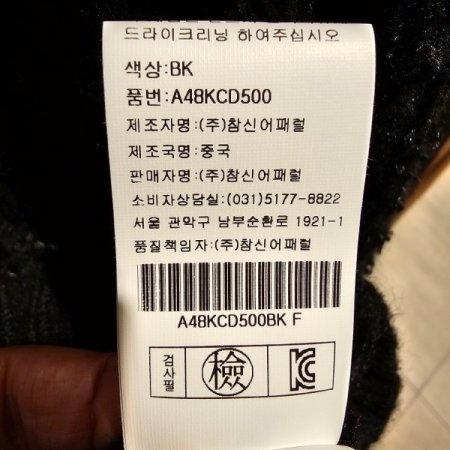 드라이크리닝 하여주십시오
색상:BK
품번:A48KCD500
제조자명:(주)참신어패럴
제조국명:중국
판매자명:(주)참신어패럴
소비자상담실:(031)5177-8822
서울 관악구 남부순환로 1921-1
품질책임자:(주)참신어패럴
A48KCD500BK F
검사필 檢 KC